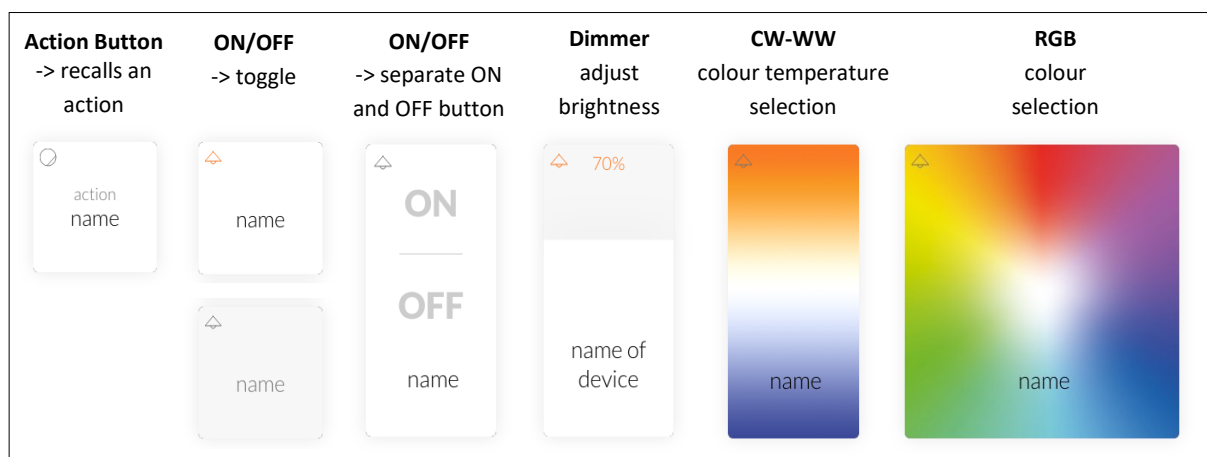 Action Button
-> recalls an
action
ON/OFF
-> toggle
ON/OFF
-> separate ON
and OFF button
Dimmer
adjust
brightness
CW-WW
colour temperature
selection
RGB
colour
selection
action
name
name
name
ON
OFF
name
70%
name of
device
name
name